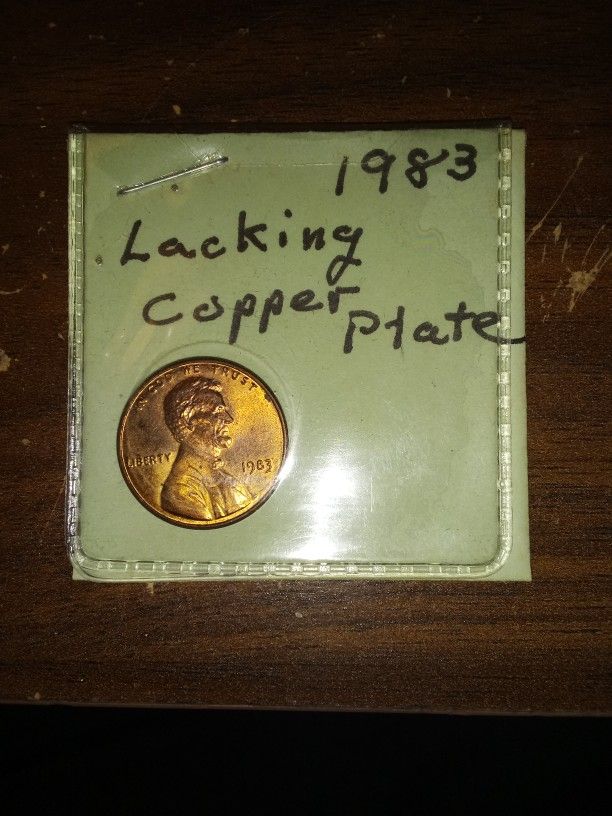 1983
Lacking
Copper Plate
IN GOD WE TRUST
LIBERTY
1983